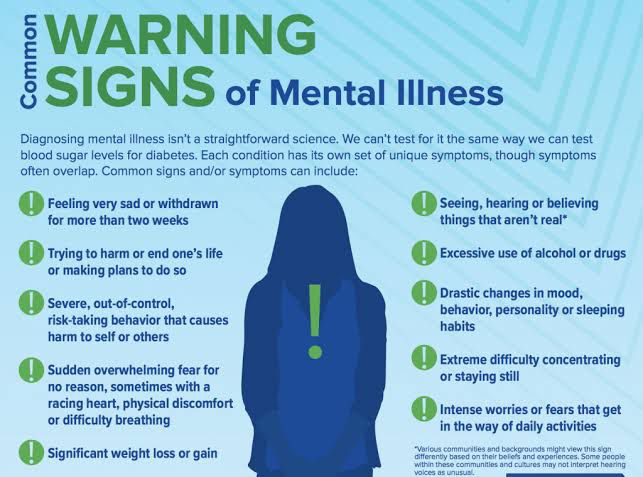 Common
WARNING
SIGNS of Mental Illness
Diagnosing mental illness isn’t a straightforward science. We can’t test for it the same way we can test
blood sugar levels for diabetes. Each condition has its own set of unique symptoms, though symptoms
often overlap. Common signs and/or symptoms can include:
! Feeling very sad or withdrawn
for more than two weeks
! Trying to harm or end one’s life
or making plans to do so
! Severe, out-of-control,
risk-taking behavior that causes
harm to self or others
! Sudden overwhelming fear for
no reason, sometimes with a
racing heart, physical discomfort
or difficulty breathing
! Significant weight loss or gain
!
! Seeing, hearing or believing
things that aren’t real*
! Excessive use of alcohol or drugs
! Drastic changes in mood,
behavior, personality or sleeping
habits
! Extreme difficulty concentrating
or staying still
! Intense worries or fears that get
in the way of daily activities
*Various communities and backgrounds might view this sign
differently based on their beliefs and experiences. Some people
within these communities and cultures may not interpret hearing
voices as unusual.